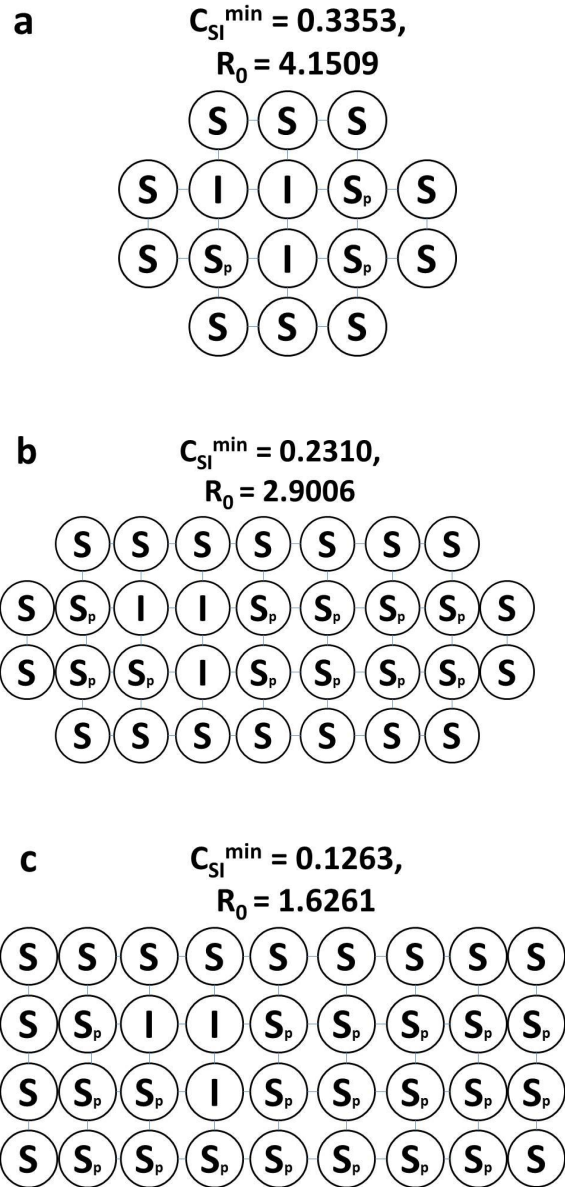 a
C_SI^min = 0.3353,
R_0 = 4.1509
S S S
S I I S_p S
S S_p I S_p S
S S S
b
C_SI^min = 0.2310,
R_0 = 2.9006
S S S S S S S
S S_p I I S_p S_p S_p S_p S
S S_p S_p I S_p S_p S_p S_p S
S S S S S S S
c
C_SI^min = 0.1263,
R_0 = 1.6261
S S S S S S S S S
S S_p I I S_p S_p S_p S_p S_p
S S_p S_p I S_p S_p S_p S_p S_p
S S_p S_p S_p S_p S_p S_p S_p S